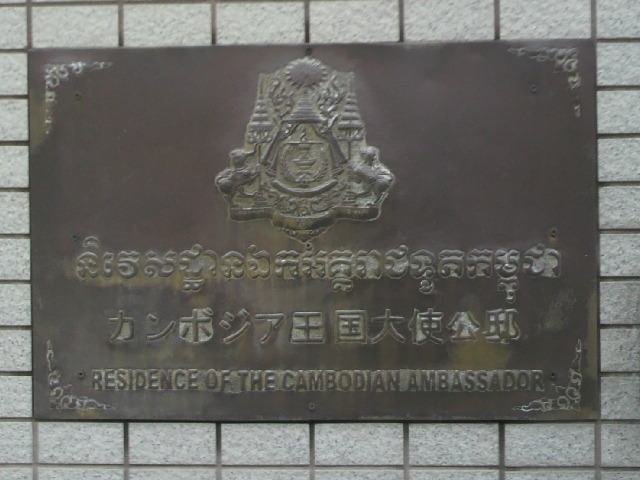 និវេសដ្ឋានឯកអគ្គរាជទូតកម្ពុជា
カンボジア王国大使公邸
RESIDENCE OF THE CAMBODIAN AMBASSADOR